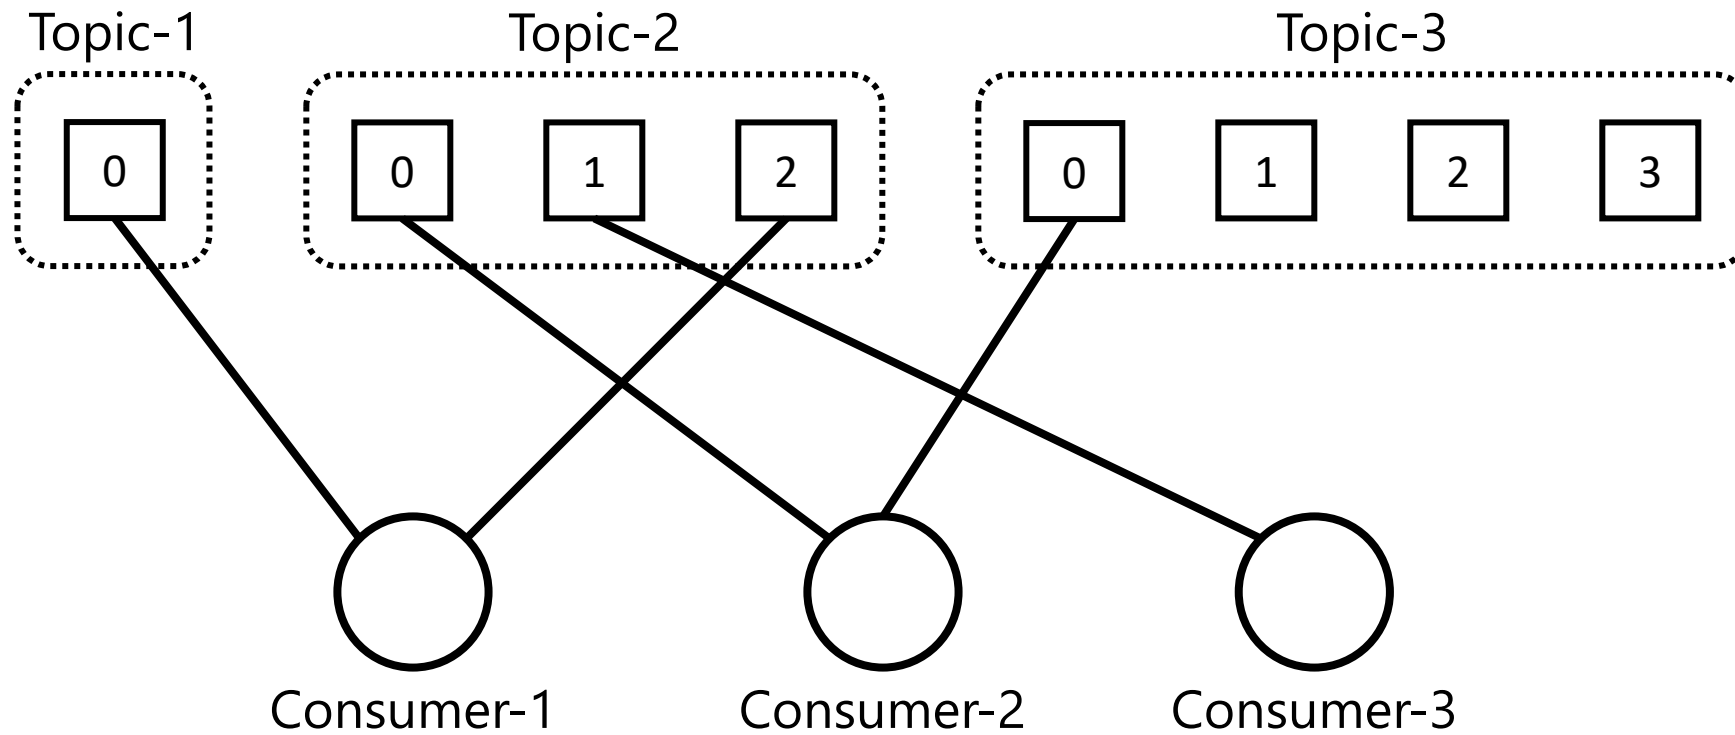 Topic-1 Topic-2 Topic-3
0 0 1 2 0 1 2 3
Consumer-1 Consumer-2 Consumer-3